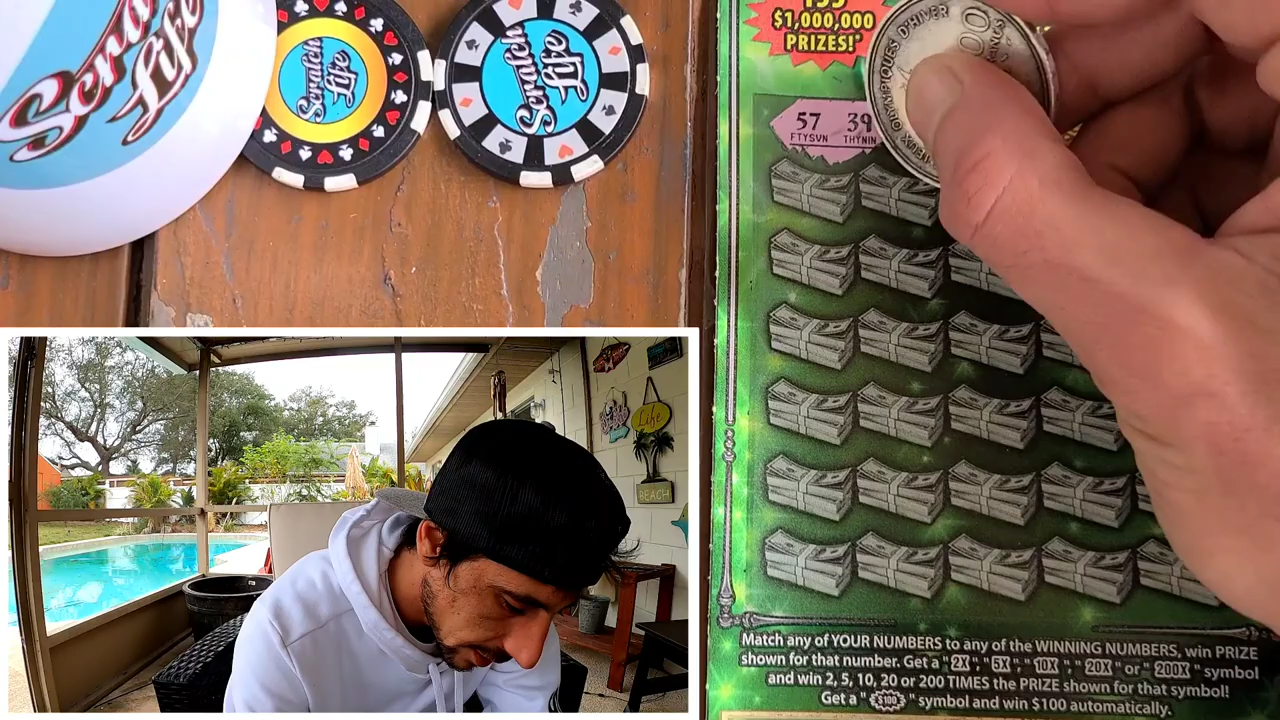 Scratch
Life
Scratch
Life
$1,000,000
PRIZES!*
JEUX OLYMPIQUES D'HIVER
57 39
FTYSVN THYNIN
Life
BEACH
Match any of YOUR NUMBERS to any of the WINNING NUMBERS, win PRIZE
shown for that number. Get a "2X", "5X", "10X", "20X" or "200X" symbol
and win 2, 5, 10, 20 or 200 TIMES the PRIZE shown for that symbol!
Get a "$100" symbol and win $100 automatically.